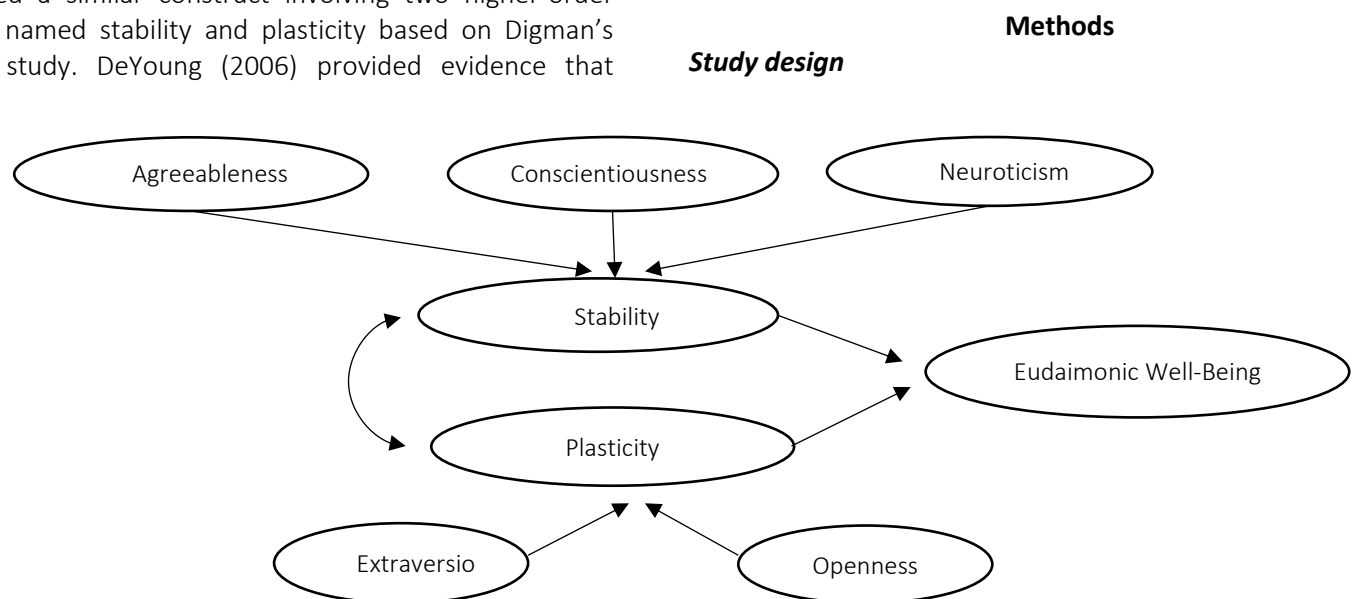 ed a similar construct involving two higher-order
named stability and plasticity based on Digman's
study. DeYoung (2006) provided evidence that
Methods
Study design
Agreeableness
Conscientiousness
Neuroticism
Stability
Eudaimonic Well-Being
Plasticity
Extraversio
Openness